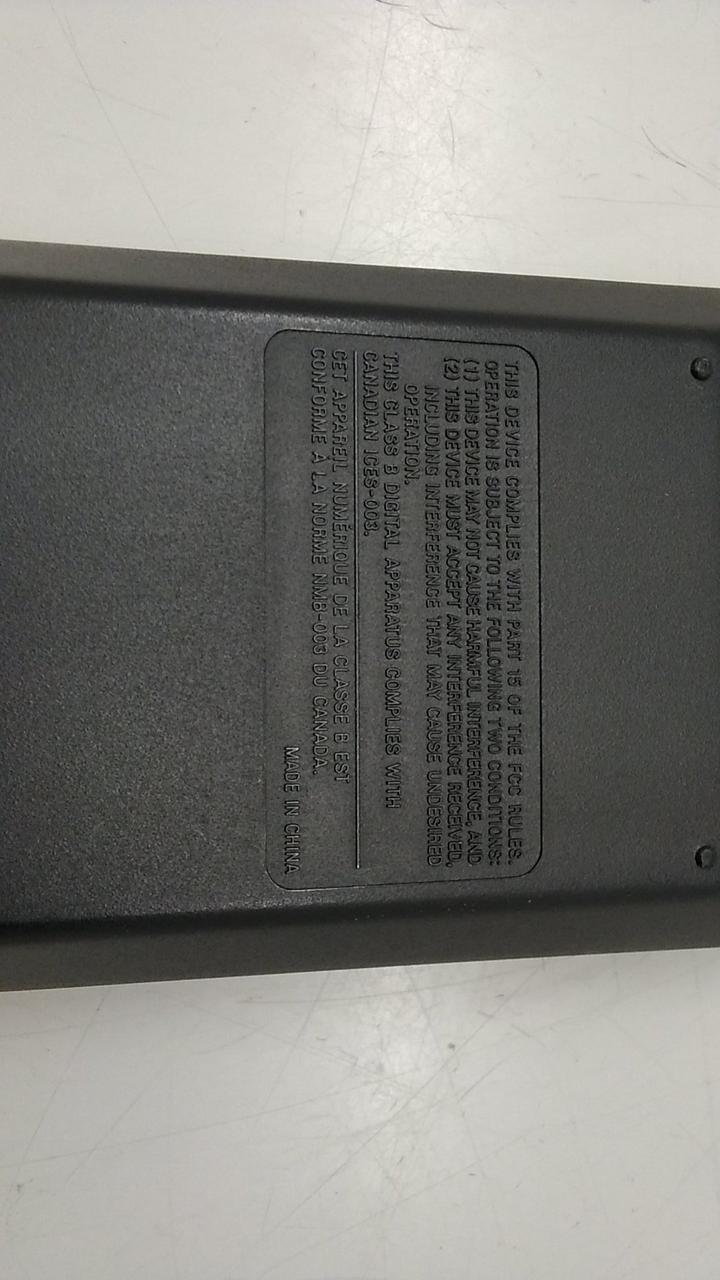 THIS DEVICE COMPLIES WITH PART 15 OF THE FCC RULES.
OPERATION IS SUBJECT TO THE FOLLOWING TWO CONDITIONS:
(1) THIS DEVICE MAY NOT CAUSE HARMFUL INTERFERENCE, AND
(2) THIS DEVICE MUST ACCEPT ANY INTERFERENCE RECEIVED,
INCLUDING INTERFERENCE THAT MAY CAUSE UNDESIRED
OPERATION.
THIS CLASS B DIGITAL APPARATUS COMPLIES WITH
CANADIAN ICES-003.
CET APPAREIL NUMÉRIQUE DE LA CLASSE B EST
CONFORME À LA NORME NMB-003 DU CANADA.
MADE IN CHINA